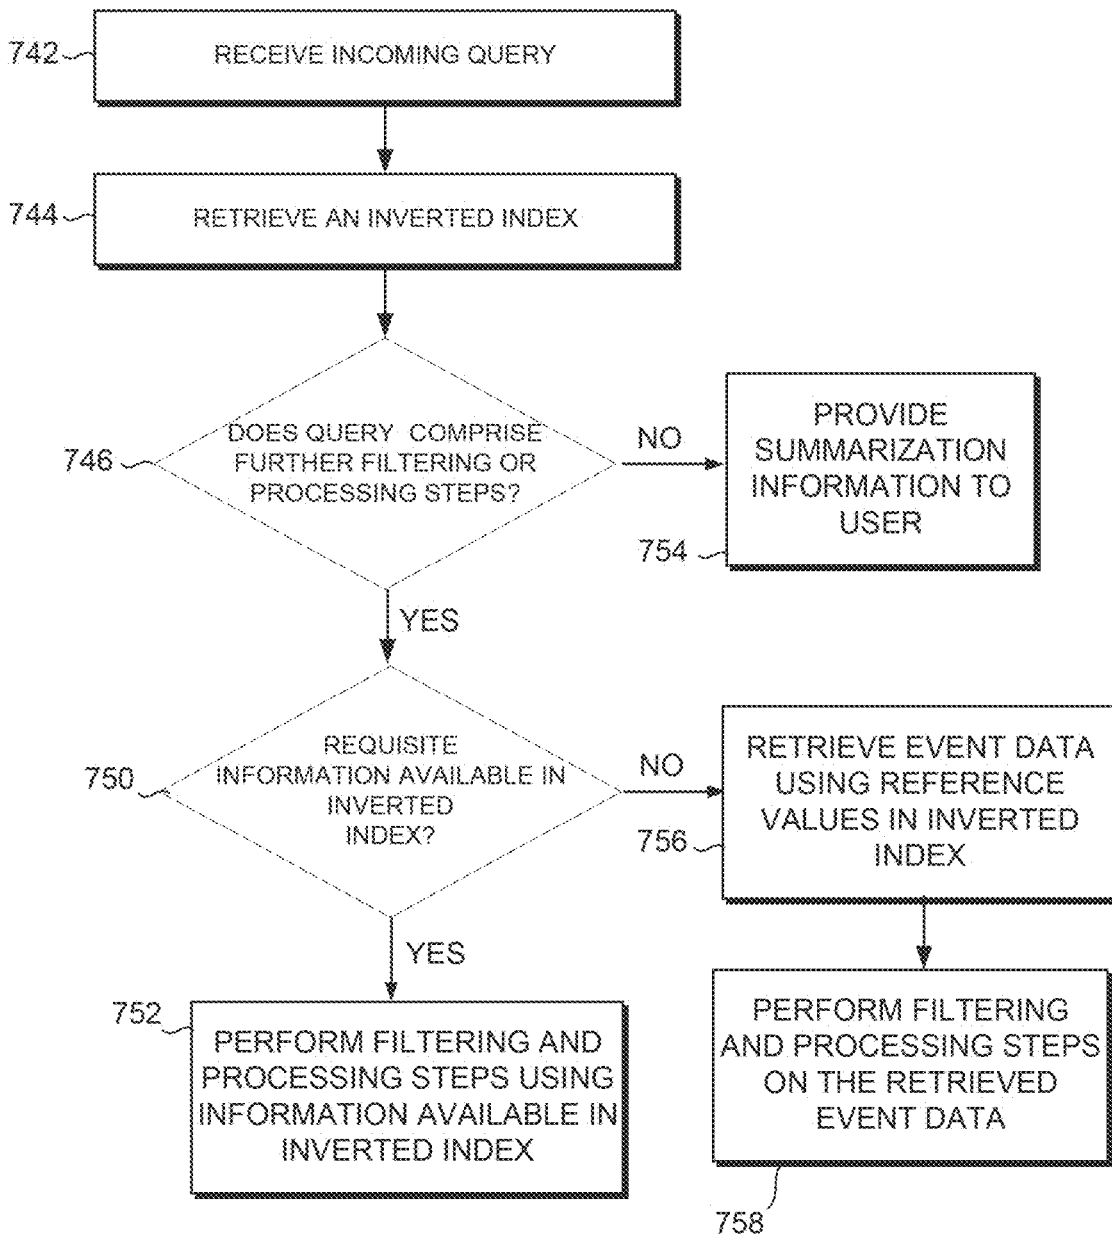 742
RECEIVE INCOMING QUERY
744
RETRIEVE AN INVERTED INDEX
746
DOES QUERY COMPRISE
FURTHER FILTERING OR
PROCESSING STEPS?
NO
PROVIDE
SUMMARIZATION
INFORMATION TO
USER
754
YES
750
REQUISITE
INFORMATION AVAILABLE IN
INVERTED
INDEX?
NO
RETRIEVE EVENT DATA
USING REFERENCE
VALUES IN INVERTED
INDEX
756
YES
752
PERFORM FILTERING AND
PROCESSING STEPS USING
INFORMATION AVAILABLE IN
INVERTED INDEX
PERFORM FILTERING
AND PROCESSING STEPS
ON THE RETRIEVED
EVENT DATA
758